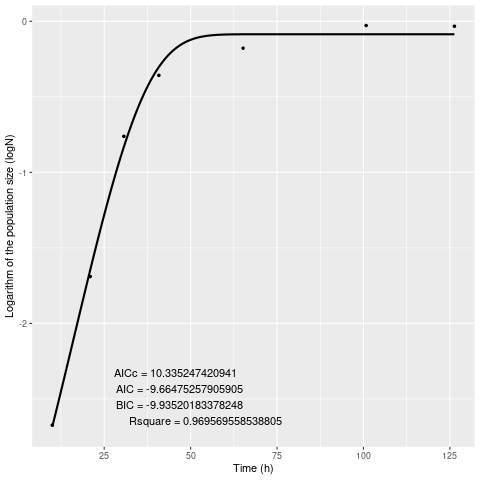 0
-1
-2
Logarithm of the population size (logN)
AICc = 10.335247420941
AIC = -9.66475257905905
BIC = -9.93520183378248
Rsquare = 0.969569558538805
25 50 75 100 125
Time (h)